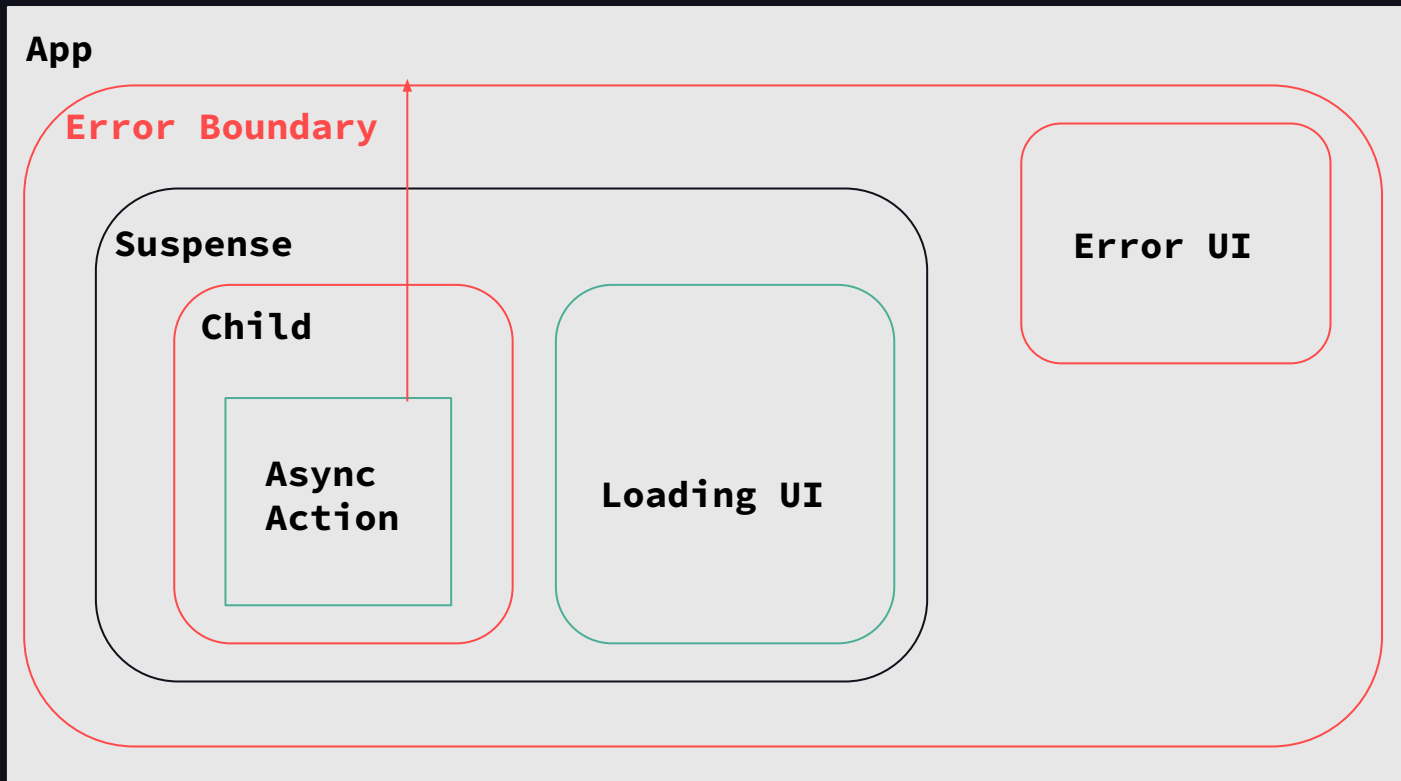 App
Error Boundary
Suspense
Error UI
Child
Async
Action
Loading UI